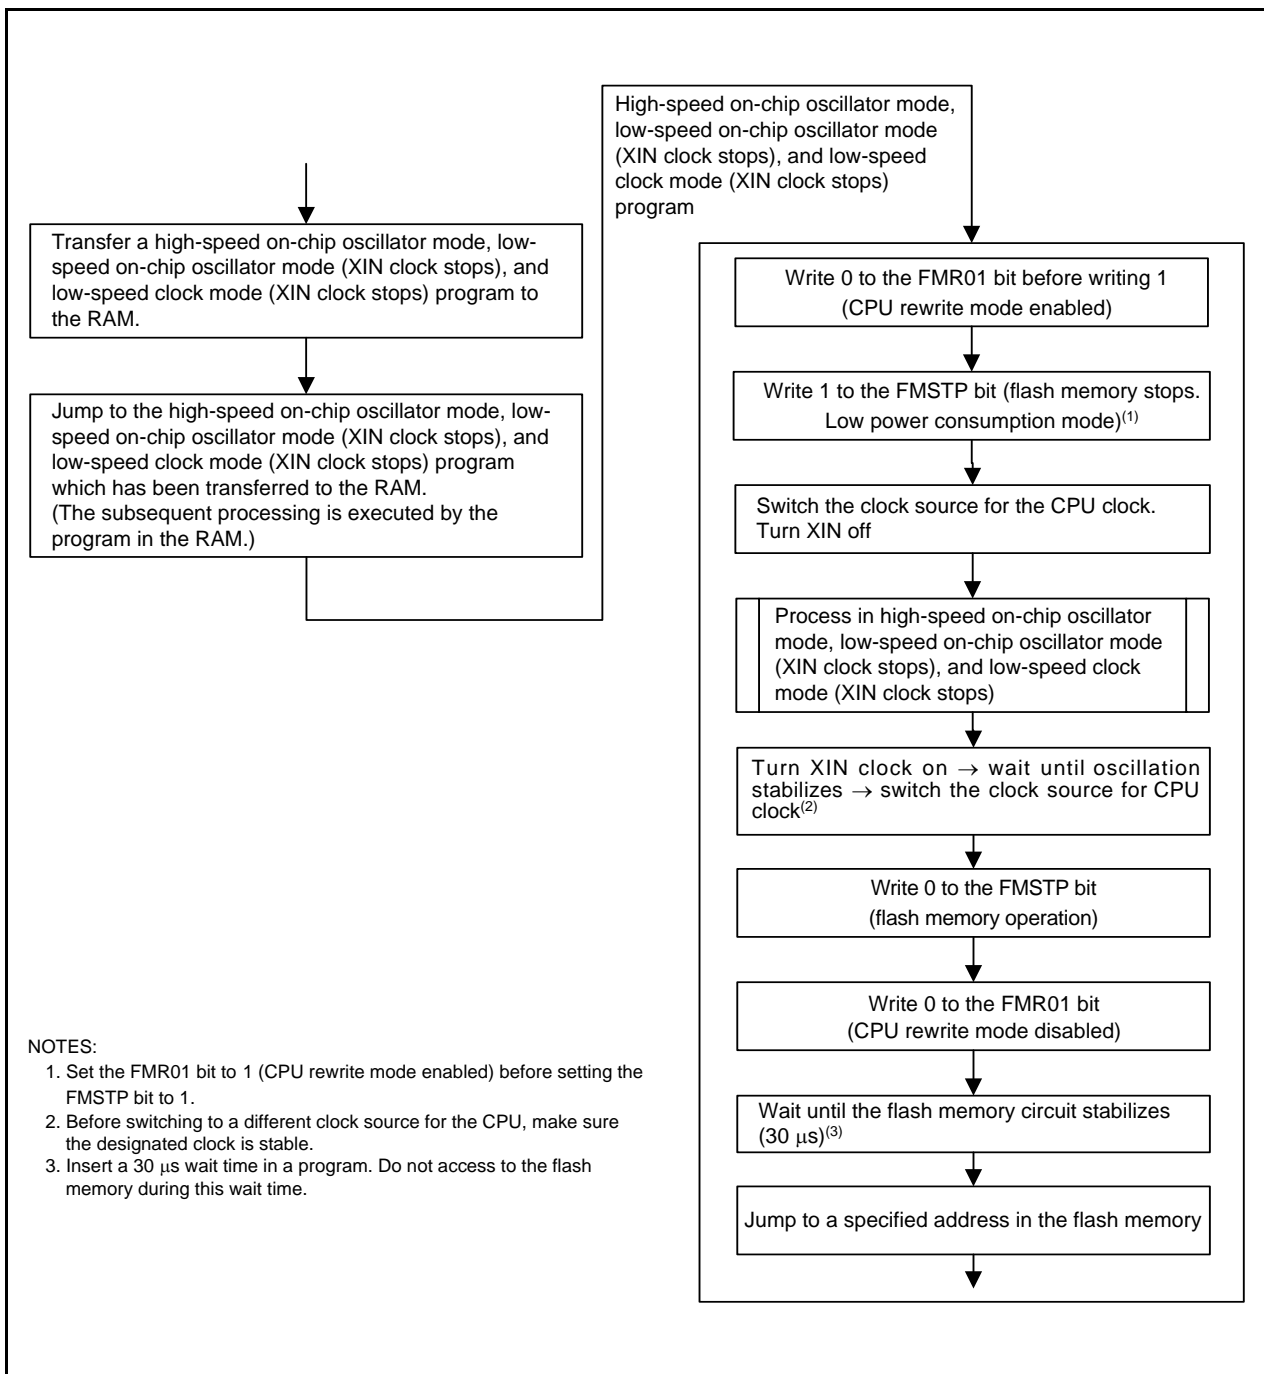 Transfer a high-speed on-chip oscillator mode, low-
speed on-chip oscillator mode (XIN clock stops), and
low-speed clock mode (XIN clock stops) program to
the RAM.
Jump to the high-speed on-chip oscillator mode, low-
speed on-chip oscillator mode (XIN clock stops), and
low-speed clock mode (XIN clock stops) program
which has been transferred to the RAM.
(The subsequent processing is executed by the
program in the RAM.)
High-speed on-chip oscillator mode,
low-speed on-chip oscillator mode
(XIN clock stops), and low-speed
clock mode (XIN clock stops)
program
Write 0 to the FMR01 bit before writing 1
(CPU rewrite mode enabled)
Write 1 to the FMSTP bit (flash memory stops.
Low power consumption mode)(1)
Switch the clock source for the CPU clock.
Turn XIN off
Process in high-speed on-chip oscillator
mode, low-speed on-chip oscillator mode
(XIN clock stops), and low-speed clock
mode (XIN clock stops)
Turn XIN clock on → wait until oscillation
stabilizes → switch the clock source for CPU
clock(2)
Write 0 to the FMSTP bit
(flash memory operation)
Write 0 to the FMR01 bit
(CPU rewrite mode disabled)
Wait until the flash memory circuit stabilizes
(30 μs)(3)
Jump to a specified address in the flash memory
NOTES:
1. Set the FMR01 bit to 1 (CPU rewrite mode enabled) before setting the
FMSTP bit to 1.
2. Before switching to a different clock source for the CPU, make sure
the designated clock is stable.
3. Insert a 30 μs wait time in a program. Do not access to the flash
memory during this wait time.